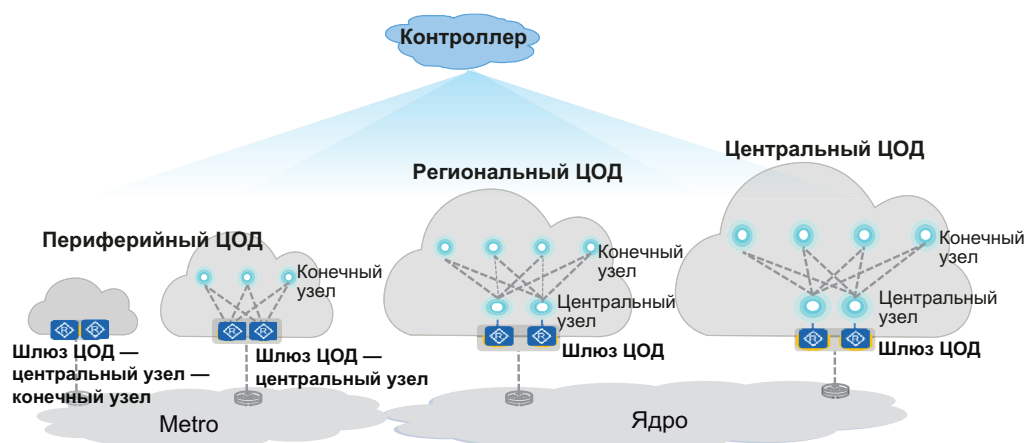 Контроллер
Центральный ЦОД
Региональный ЦОД
Периферийный ЦОД
Конечный
узел
Конечный
узел
Конечный
узел
Центральный
узел
Центральный
узел
Шлюз ЦОД —
центральный узел —
конечный узел
Шлюз ЦОД —
центральный узел
Шлюз ЦОД
Шлюз ЦОД
R
R
R
R
R
R
R
R
Metro
Ядро